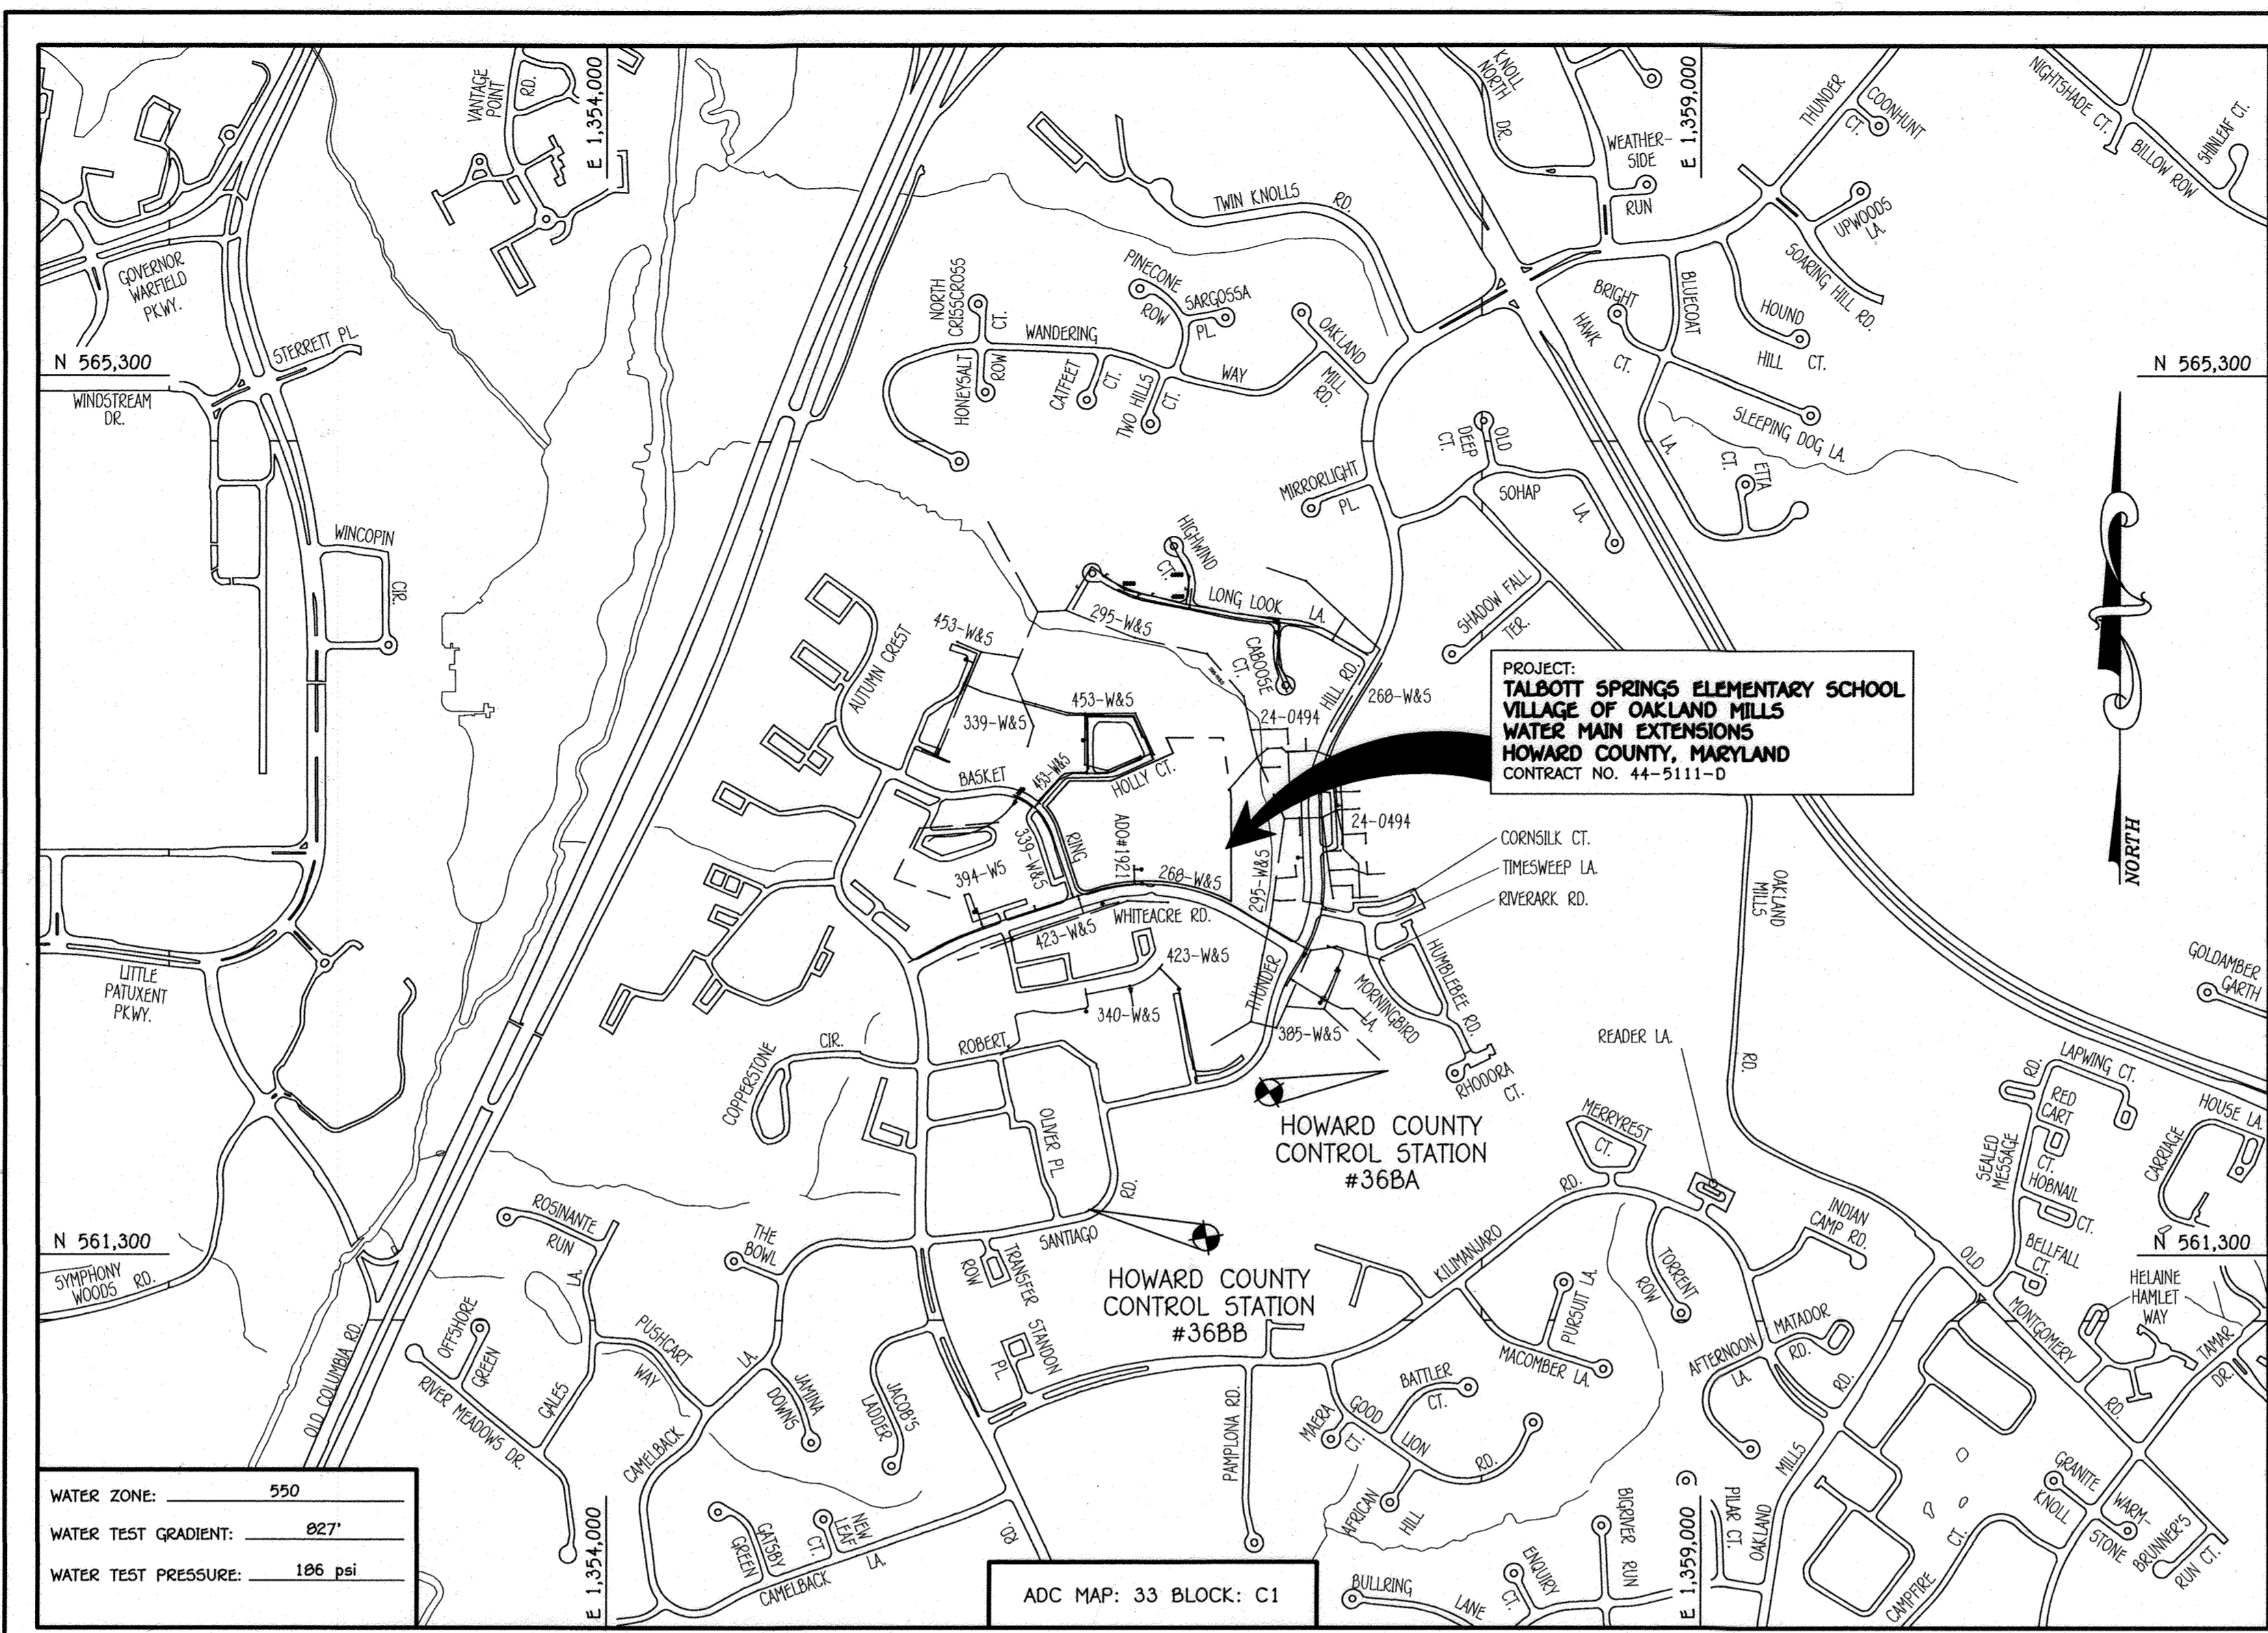 VANTAGE
POINT
RD.
E 1,354,000
KNOLL
NORTH
DR.
WEATHER-
SIDE
RUN
E 1,359,000
THUNDER
COONHUNT
CT.
NIGHTSHADE CT.
BILLOW ROW
SHINLEAF CT.
UPWOODS
LA.
SOARING HILL RD.
TWIN KNOLLS RD.
GOVERNOR
WARFIELD
PKWY.
STERRETT PL.
N 565,300
WINDSTREAM
DR.
NORTH
CRISSCROSS
CT.
PINECONE
ROW
SARGOSSA
PL.
WANDERING
WAY
HONEYSALT
ROW
CATFEET
CT.
TWO HILLS
CT.
OAKLAND
MILL
RD.
BRIGHT
HAWK
CT.
BLUECOAT
LA.
HOUND
HILL CT.
N 565,300
SLEEPING DOG LA.
ETTA
CT.
OLD
DEEP
CT.
SOHAP
LA.
MIRRORLIGHT
PL.
WINCOPIN
CIR.
HIGHWIND
CT.
LONG LOOK LA.
295-W&S
CABOOSE
CT.
SHADOW FALL
TER.
AUTUMN CREST
453-W&S
339-W&S
453-W&S
HILL RD.
268-W&S
24-0494
PROJECT:
TALBOTT SPRINGS ELEMENTARY SCHOOL
VILLAGE OF OAKLAND MILLS
WATER MAIN EXTENSIONS
HOWARD COUNTY, MARYLAND
CONTRACT NO. 44-5111-D
NORTH
BASKET
453-W&S
HOLLY CT.
RING
339-W&S
ADO#1921
394-WS
268-W&S
295-W&S
24-0494
CORNSILK CT.
TIMESWEEP LA.
RIVERARK RD.
WHITEACRE RD.
423-W&S
423-W&S
340-W&S
THUNDER
385-W&S
LA.
MORNINGBIRD
HUMBLEBEE RD.
RHODORA
CT.
OAKLAND
MILLS
RD.
GOLDAMBER
GARTH
LITTLE
PATUXENT
PKWY.
COPPERSTONE
CIR.
ROBERT
OLIVER PL.
RD.
HOWARD COUNTY
CONTROL STATION
#36BA
READER LA.
MERRYREST
CT.
LAPWING CT.
RD.
RED
CART
CT.
SEALED
MESSAGE
HOBNAIL
CT.
HOUSE LA.
CARRIAGE
BELLFALL
CT.
N 561,300
SYMPHONY
WOODS RD.
ROSINANTE
RUN
LA.
THE
BOWL
SANTIAGO
TRANSFER
ROW
HOWARD COUNTY
CONTROL STATION
#36BB
KILIMANJARO
RD.
TORRENT
ROW
INDIAN
CAMP RD.
OLD
MONTGOMERY
RD.
N 561,300
HELAINE
HAMLET
WAY
TAMAR
DR.
OLD COLUMBIA RD.
OFFSHORE
GREEN
RIVER MEADOWS DR.
GALES
PUSHCART
WAY
LA.
JAMINA
DOWNS
JACOB'S
LADDER
STANDON
PL.
PURSUIT LA.
MACOMBER LA.
MATADOR
RD.
AFTERNOON
LA.
RD.
MILLS
OAKLAND
CAMELBACK
PAMPLONA RD.
MAERA
CT.
GOOD
LION
RD.
BATTLER
CT.
AFRICAN
HILL
WATER ZONE: 550
WATER TEST GRADIENT: 827'
WATER TEST PRESSURE: 186 psi
E 1,354,000
GATSBY
GREEN
NEW
LEAF
CT.
CAMELBACK
LA.
RD.
ADC MAP: 33 BLOCK: C1
BULLRING
LANE
ENQUIRY
CT.
BIGRIVER RUN
E 1,359,000
PILAR CT.
CAMPFIRE
CT.
GRANITE
KNOLL
WARM-
STONE
BRUNNER'S
RUN CT.